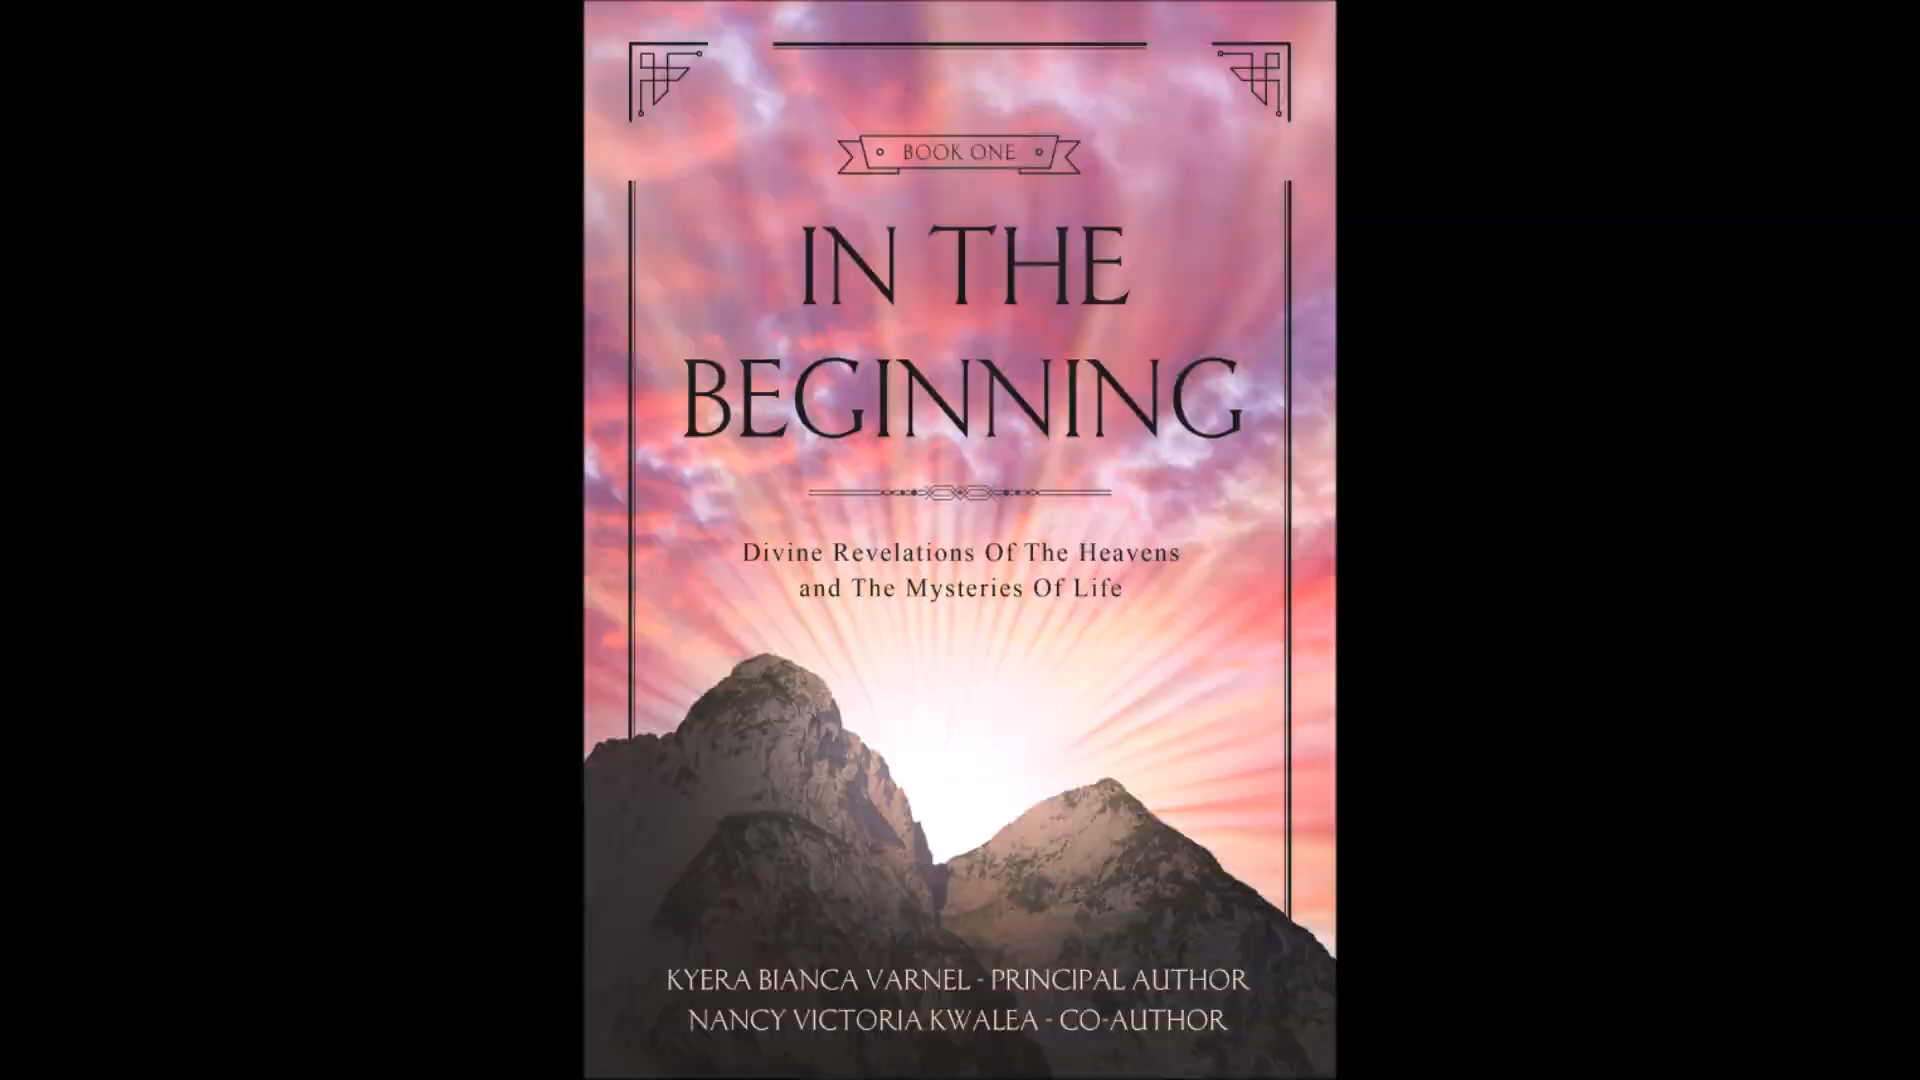 BOOK ONE
IN THE
BEGINNING
Divine Revelations Of The Heavens
and The Mysteries Of Life
KYERA BIANCA VARNEL - PRINCIPAL AUTHOR
NANCY VICTORIA KWALEA - CO-AUTHOR